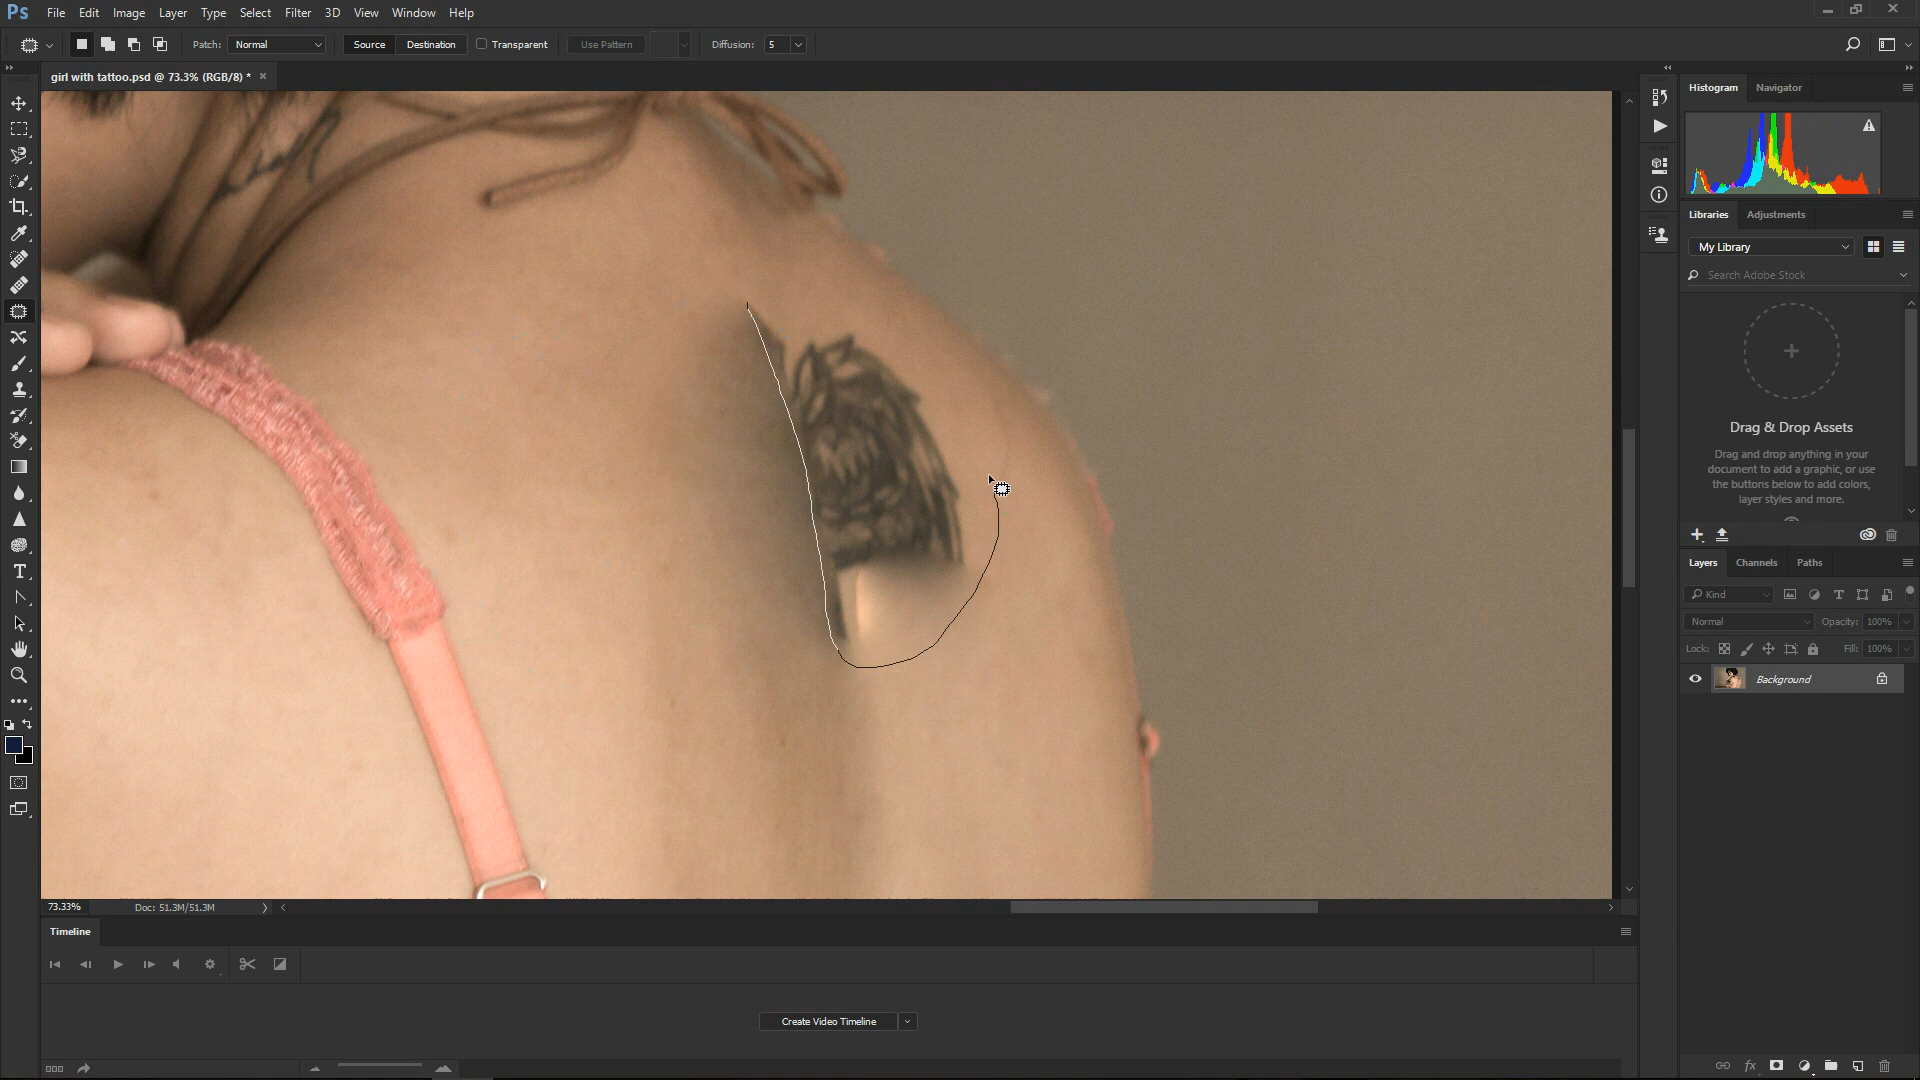 Ps File Edit Image Layer Type Select Filter 3D View Window Help
Patch: Normal Source Destination Transparent Use Pattern Diffusion: 5
girl with tattoo.psd @ 73.3% (RGB/8) *
Histogram Navigator
Libraries Adjustments
My Library
Search Adobe Stock
Drag & Drop Assets
Drag and drop anything in your
document to add a graphic, or use
the buttons below to add colors,
layer styles and more.
Layers Channels Paths
Kind
Normal Opacity: 100%
Lock: Fill: 100%
Background
73.33% Doc: 51.3M/51.3M
Timeline
Create Video Timeline